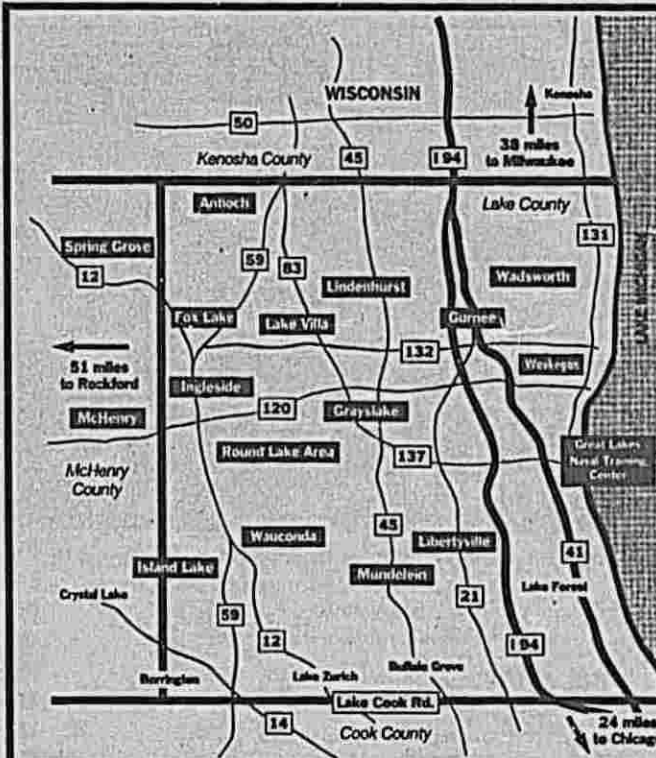 WISCONSIN
Kenosha
50
Kenosha County
45
I 94
38 miles
to Milwaukee
Antioch
Lake County
131
Spring Grove
12
59
83
Lindenhurst
Wadsworth
LAKE MICHIGAN
Fox Lake
Lake Villa
Gurnee
132
51 miles
to Rockford
Waukegan
Ingleside
McHenry
120
Grayslake
Round Lake Area
137
Great Lakes
Naval Training
Center
McHenry
County
45
Wauconda
Libertyville
41
Island Lake
Mundelein
Crystal Lake
59
21
Lake Forest
12
I 94
Barrington
Lake Zurich
Buffalo Grove
Lake Cook Rd.
14
Cook County
24 miles
to Chicago